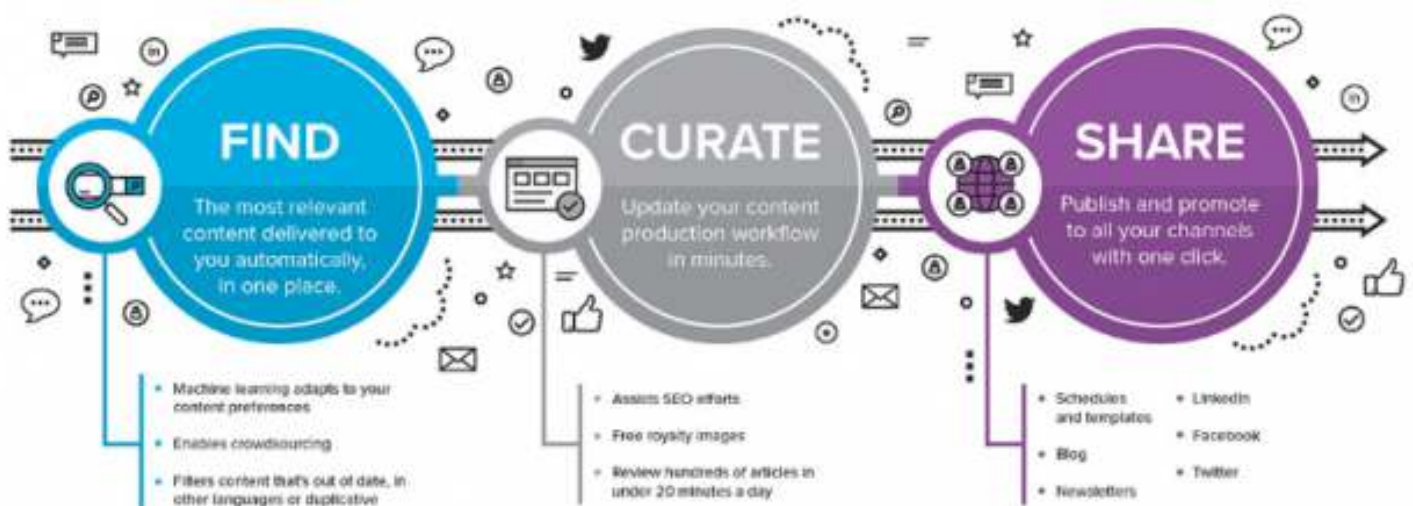 FIND
The most relevant
content delivered to
you automatically,
in one place.
Machine learning adapts to your
content preferences
Enables crowdsourcing
Filters content that's out of date, in
other languages or duplicative
CURATE
Update your content
production workflow
in minutes.
Assists SEO efforts
Free royalty images
Review hundreds of articles in
under 20 minutes a day
SHARE
Publish and promote
to all your channels
with one click.
Schedules
and templates
Blog
Newsletters
LinkedIn
Facebook
Twitter
in
in